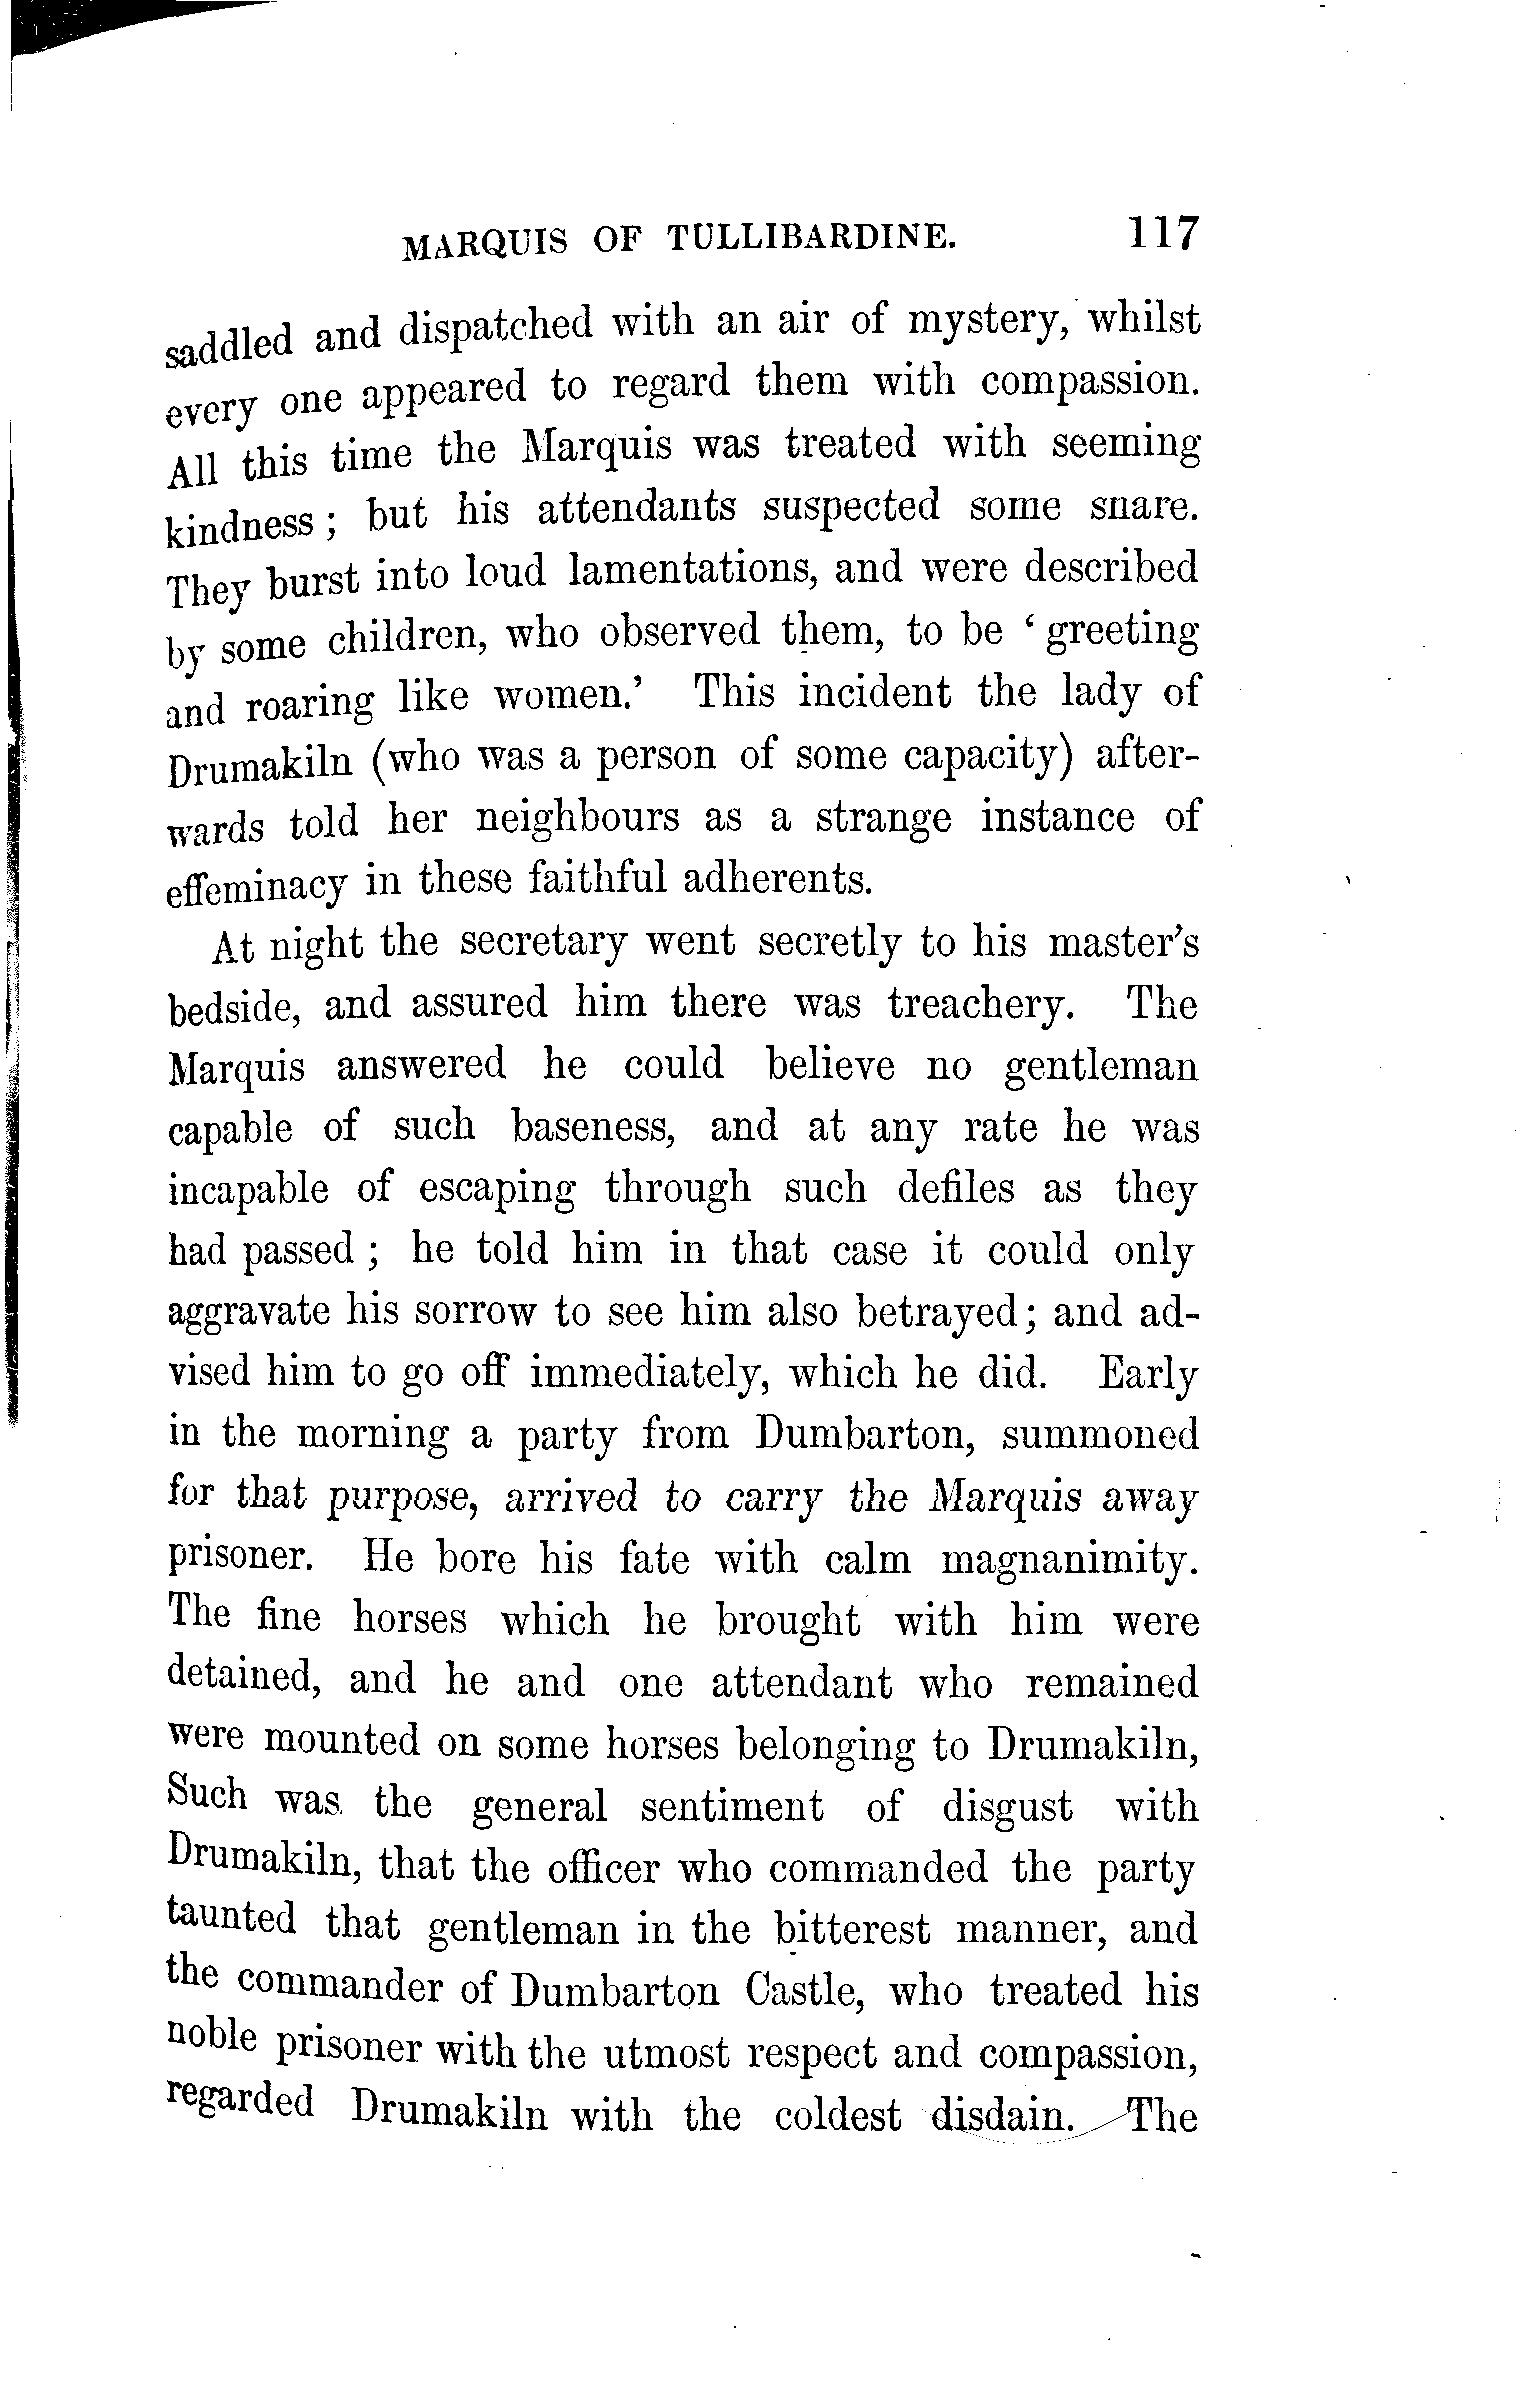 MARQUIS OF TULLIBARDINE. 117
saddled and dispatched with an air of mystery, whilst
every one appeared to regard them with compassion.
All this time the Marquis was treated with seeming
kindness ; but his attendants suspected some snare.
They burst into loud lamentations, and were described
by some children, who observed them, to be ‘ greeting
and roaring like women.’ This incident the lady of
Drumakiln (who was a person of some capacity) after-
wards told her neighbours as a strange instance of
effeminacy in these faithful adherents.
At night the secretary went secretly to his master’s
bedside, and assured him there was treachery. The
Marquis answered he could believe no gentleman
capable of such baseness, and at any rate he was
incapable of escaping through such defiles as they
had passed ; he told him in that case it could only
aggravate his sorrow to see him also betrayed; and ad-
vised him to go off immediately, which he did. Early
in the morning a party from Dumbarton, summoned
for that purpose, arrived to carry the Marquis away
prisoner. He bore his fate with calm magnanimity.
The fine horses which he brought with him were
detained, and he and one attendant who remained
were mounted on some horses belonging to Drumakiln,
Such was the general sentiment of disgust with
Drumakiln, that the officer who commanded the party
taunted that gentleman in the bitterest manner, and
the commander of Dumbarton Castle, who treated his
noble prisoner with the utmost respect and compassion,
regarded Drumakiln with the coldest disdain. The